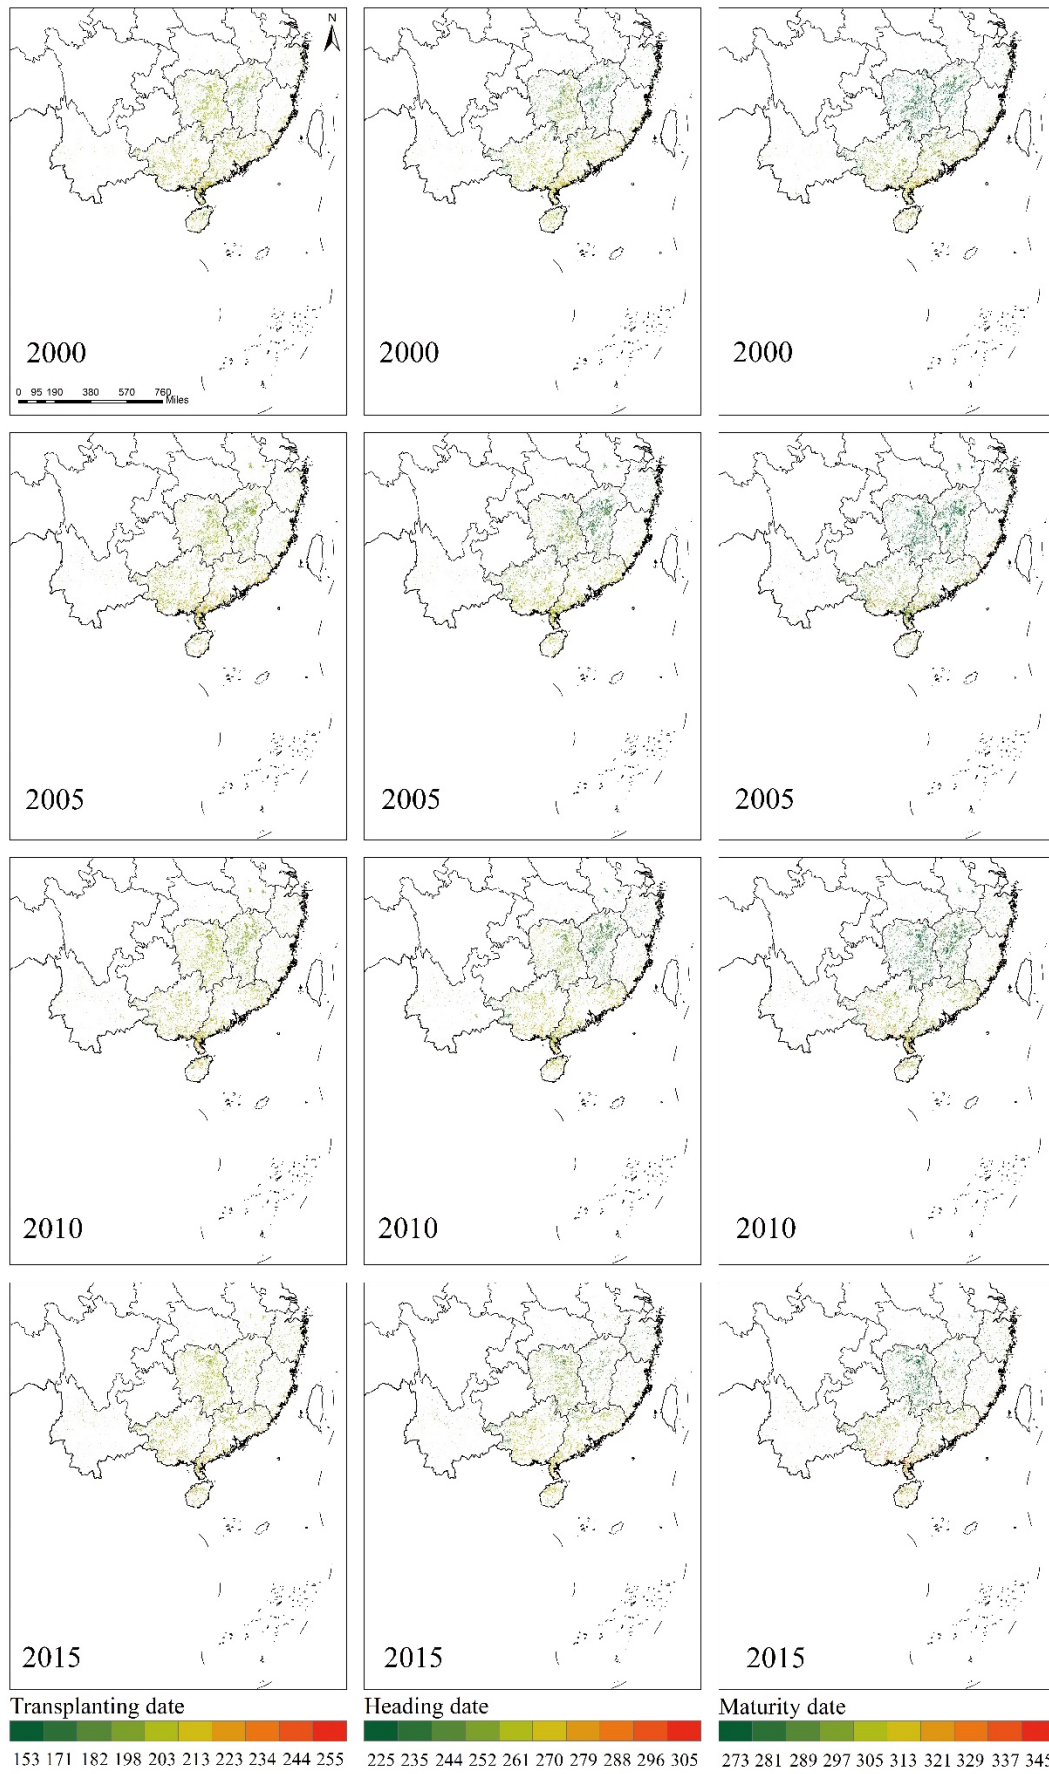 N
2000
2000
2000
0 95 190 380 570 760
Miles
2005
2005
2005
2010
2010
2010
2015
2015
2015
Transplanting date
Heading date
Maturity date
153 171 182 198 203 213 223 234 244 255
225 235 244 252 261 270 279 288 296 305
273 281 289 297 305 313 321 329 337 345